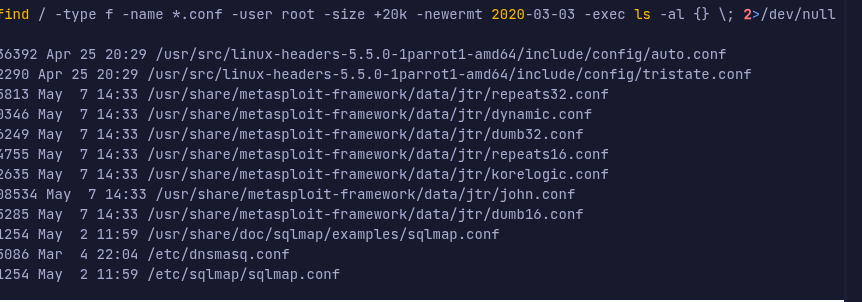 find / -type f -name *.conf -user root -size +20k -newermt 2020-03-03 -exec ls -al {} \; 2>/dev/null
36392 Apr 25 20:29 /usr/src/linux-headers-5.5.0-1parrot1-amd64/include/config/auto.conf
2290 Apr 25 20:29 /usr/src/linux-headers-5.5.0-1parrot1-amd64/include/config/tristate.conf
5813 May  7 14:33 /usr/share/metasploit-framework/data/jtr/repeats32.conf
0346 May  7 14:33 /usr/share/metasploit-framework/data/jtr/dynamic.conf
6249 May  7 14:33 /usr/share/metasploit-framework/data/jtr/dumb32.conf
4755 May  7 14:33 /usr/share/metasploit-framework/data/jtr/repeats16.conf
2635 May  7 14:33 /usr/share/metasploit-framework/data/jtr/korelogic.conf
08534 May  7 14:33 /usr/share/metasploit-framework/data/jtr/john.conf
5285 May  7 14:33 /usr/share/metasploit-framework/data/jtr/dumb16.conf
1254 May  2 11:59 /usr/share/doc/sqlmap/examples/sqlmap.conf
5086 Mar  4 22:04 /etc/dnsmasq.conf
1254 May  2 11:59 /etc/sqlmap/sqlmap.conf